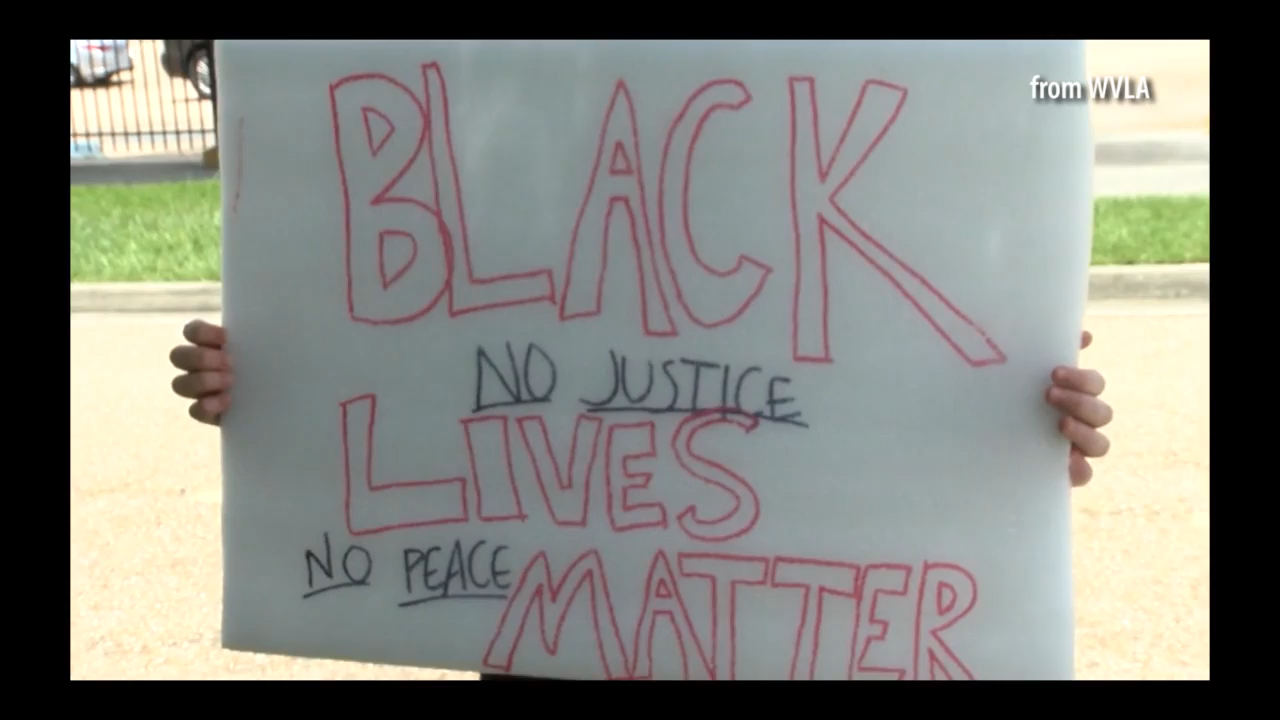 from WVLA
BLACK
NO JUSTICE
LIVES
NO PEACE
MATTER